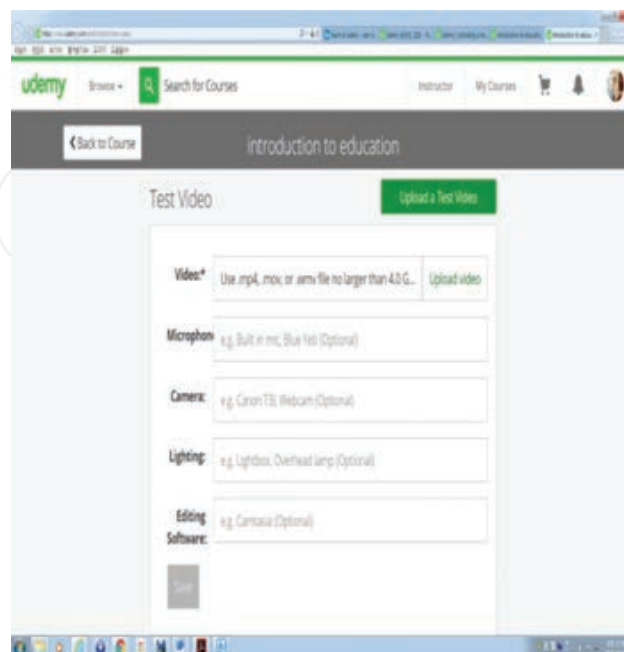 udemy Browse Search for Courses Instructor My Courses
Back to Course Introduction to education
Test Video Upload a Test Video
Video:* Use .mp4, .mov, or .wmv file no larger than 4.0 G... Upload video
Microphon e.g. Built in mic, Blue Yeti (Optional)
Camera: e.g. Canon T3i, Webcam (Optional)
Lighting: e.g. Lightbox, Overhead lamp (Optional)
Editing
Software: e.g. Camtasia (Optional)
Save